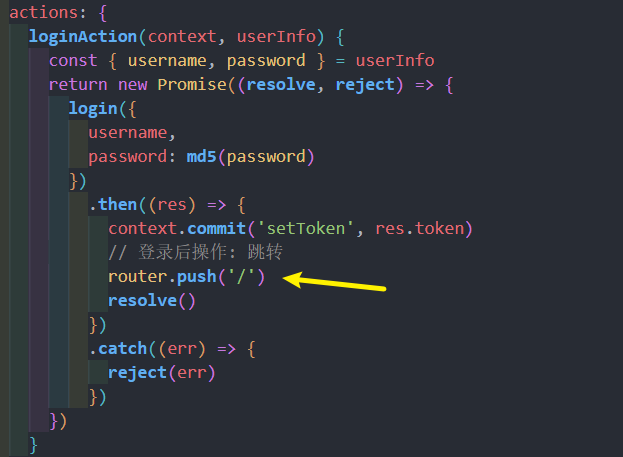 actions: {
loginAction(context, userInfo) {
const { username, password } = userInfo
return new Promise((resolve, reject) => {
login({
username,
password: md5(password)
})
.then((res) => {
context.commit('setToken', res.token)
// 登录后操作: 跳转
router.push('/')
resolve()
})
.catch((err) => {
reject(err)
})
})
}